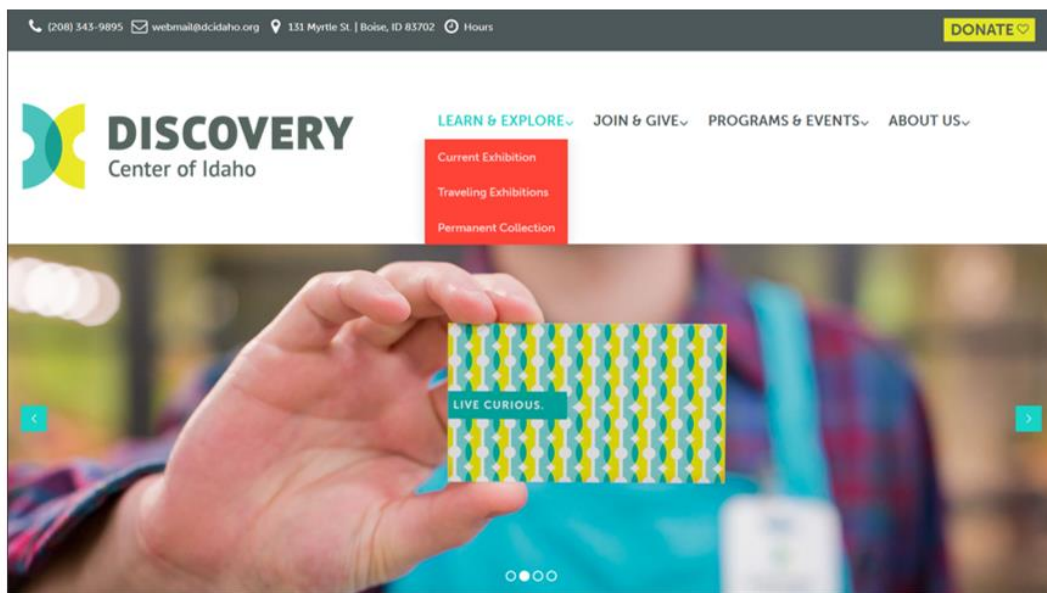 (208) 343-9895 webmail@dcidaho.org 131 Myrtle St. | Boise, ID 83702 Hours
DONATE
DISCOVERY
Center of Idaho
LEARN & EXPLORE JOIN & GIVE PROGRAMS & EVENTS ABOUT US
Current Exhibition
Traveling Exhibitions
Permanent Collection
LIVE CURIOUS.